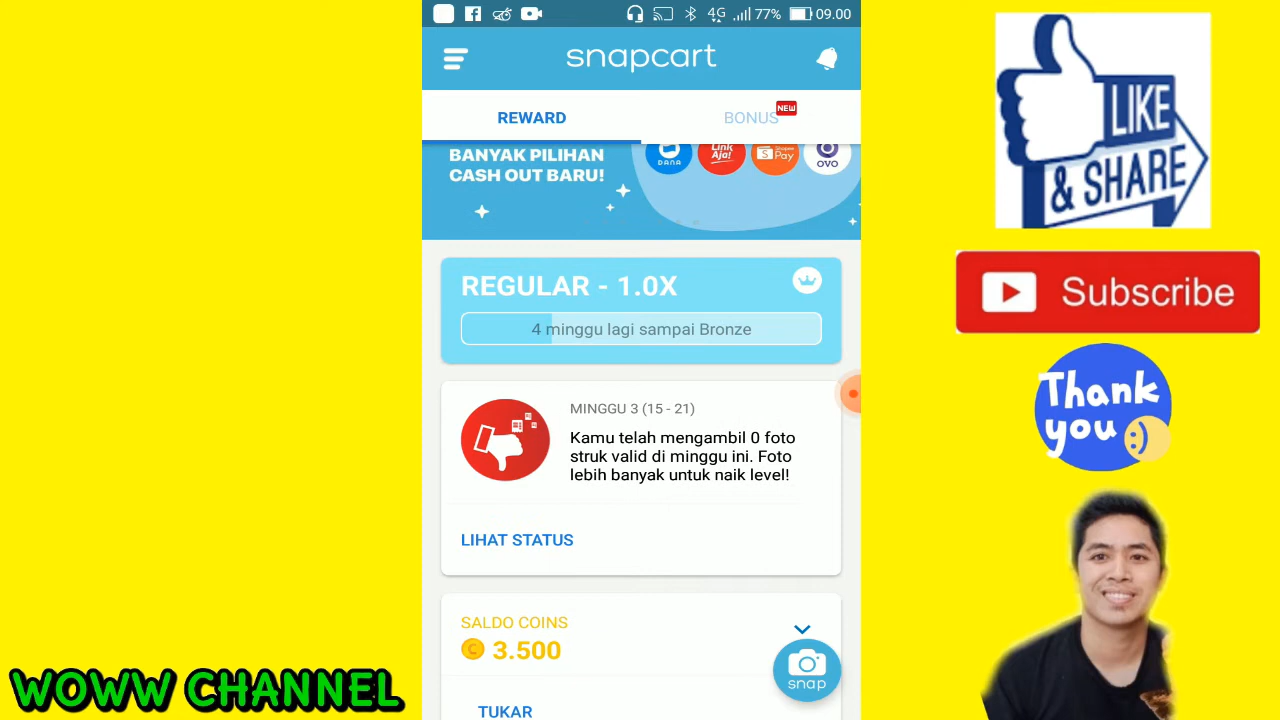 77% 09.00
4G
snapcart
REWARD
BONUS
NEW
BANYAK PILIHAN
CASH OUT BARU!
DANA
Link
Aja!
Shopee
Pay
OVO
REGULAR - 1.0X
4 minggu lagi sampai Bronze
MINGGU 3 (15 - 21)
Kamu telah mengambil 0 foto
struk valid di minggu ini. Foto
lebih banyak untuk naik level!
LIHAT STATUS
SALDO COINS
C 3.500
snap
TUKAR
LIKE
& SHARE
Subscribe
Thank
you :)
WOWW CHANNEL